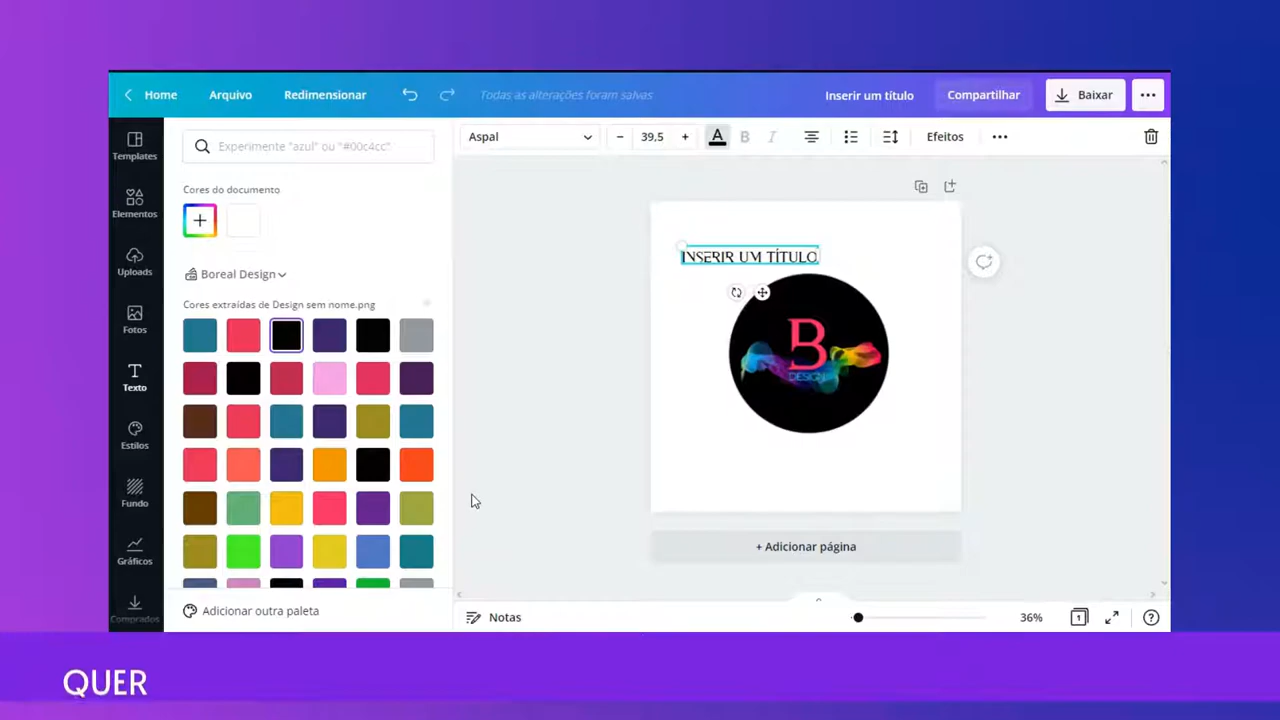 Home Arquivo Redimensionar Todas as alterações foram salvas Inserir um título Compartilhar Baixar
Templates
Elementos
Uploads
Fotos
Texto
Estilos
Fundo
Gráficos
Comprados
Experimente "azul" ou "#00c4cc"
Cores do documento
Boreal Design
Cores extraídas de Design sem nome.png
Adicionar outra paleta
Aspal 39,5 A B I Efeitos
INSERIR UM TÍTULO
B
DESIGN
+ Adicionar página
Notas 36% 1
QUER